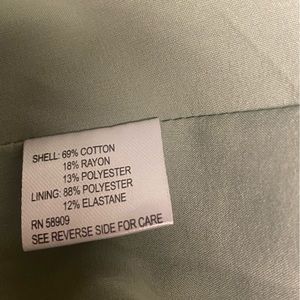 SHELL: 69% COTTON
18% RAYON
13% POLYESTER
LINING: 88% POLYESTER
12% ELASTANE
RN 58909
SEE REVERSE SIDE FOR CARE